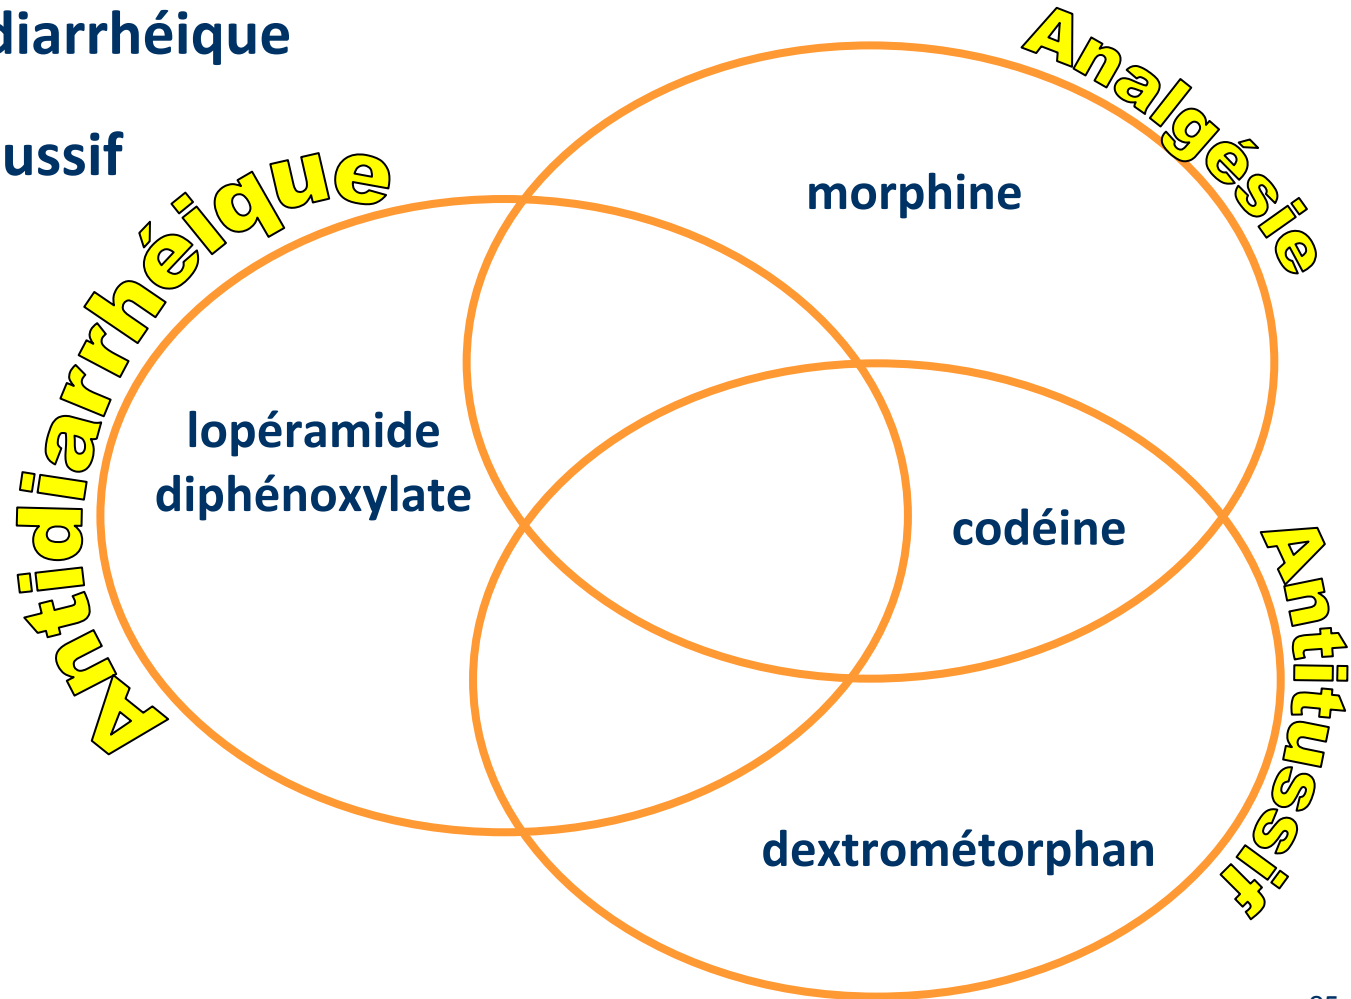 diarrhéique
ussif
Analgésie
Antidiarrhéique
morphine
lopéramide
diphénoxylate
codéine
Antitussif
dextrométorphan